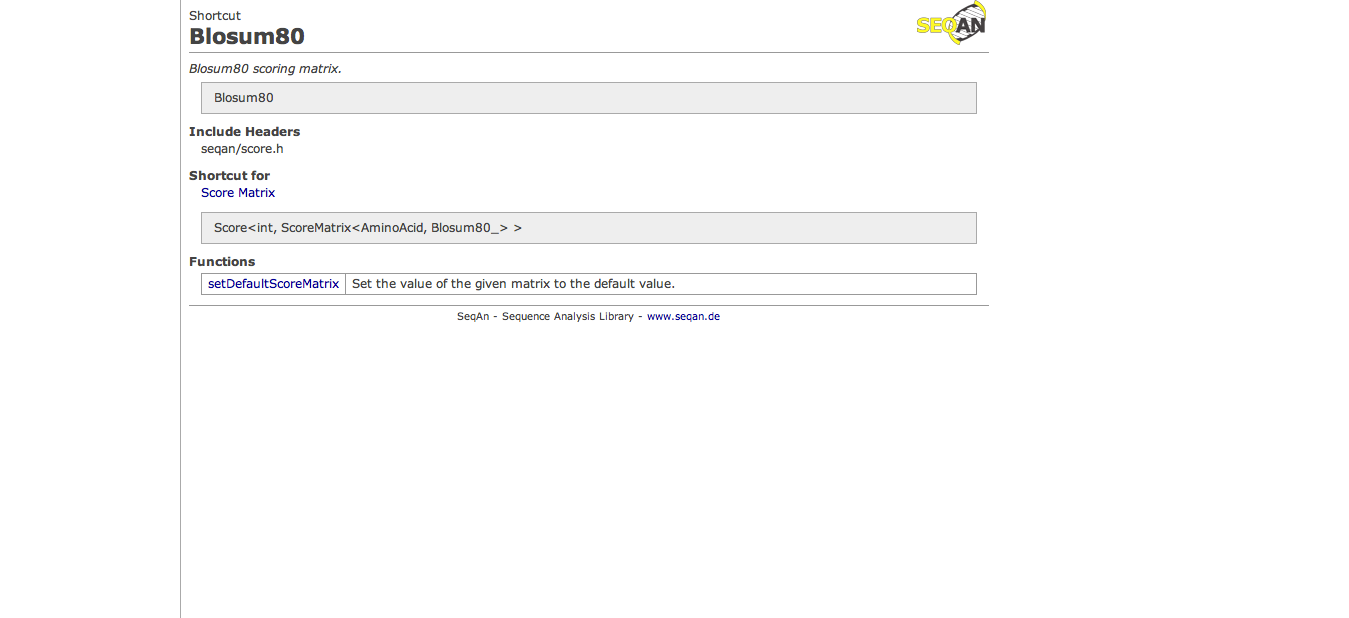 Shortcut
Blosum80
SEQAN
Blosum80 scoring matrix.
Blosum80
Include Headers
seqan/score.h
Shortcut for
Score Matrix
Score<int, ScoreMatrix<AminoAcid, Blosum80_> >
Functions
setDefaultScoreMatrix Set the value of the given matrix to the default value.
SeqAn - Sequence Analysis Library - www.seqan.de